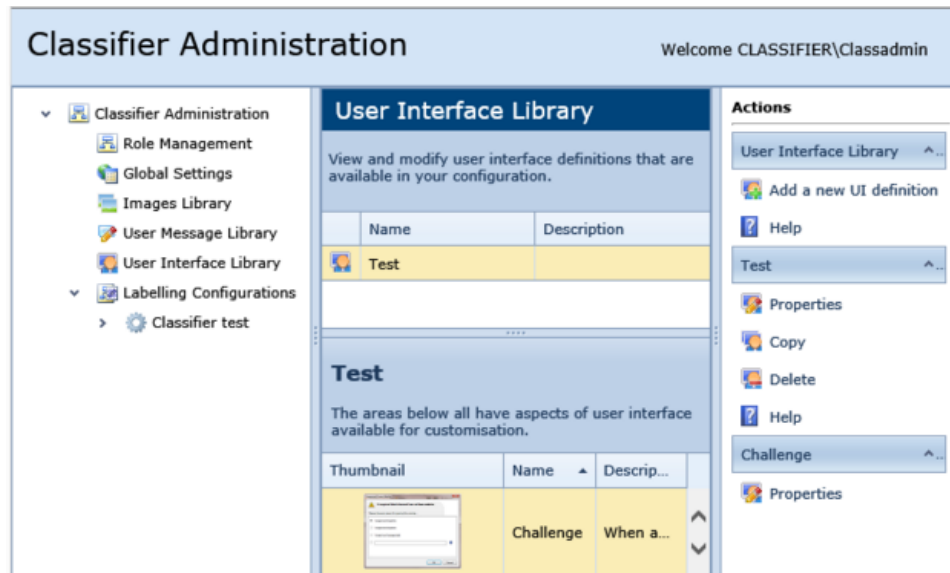 Classifier Administration
Welcome CLASSIFIER\Classadmin
Classifier Administration
Role Management
Global Settings
Images Library
User Message Library
User Interface Library
Labelling Configurations
Classifier test
User Interface Library
View and modify user interface definitions that are
available in your configuration.
Name Description
Test
Test
The areas below all have aspects of user interface
available for customisation.
Thumbnail Name Descrip...
Challenge When a...
Actions
User Interface Library
Add a new UI definition
Help
Test
Properties
Copy
Delete
Help
Challenge
Properties